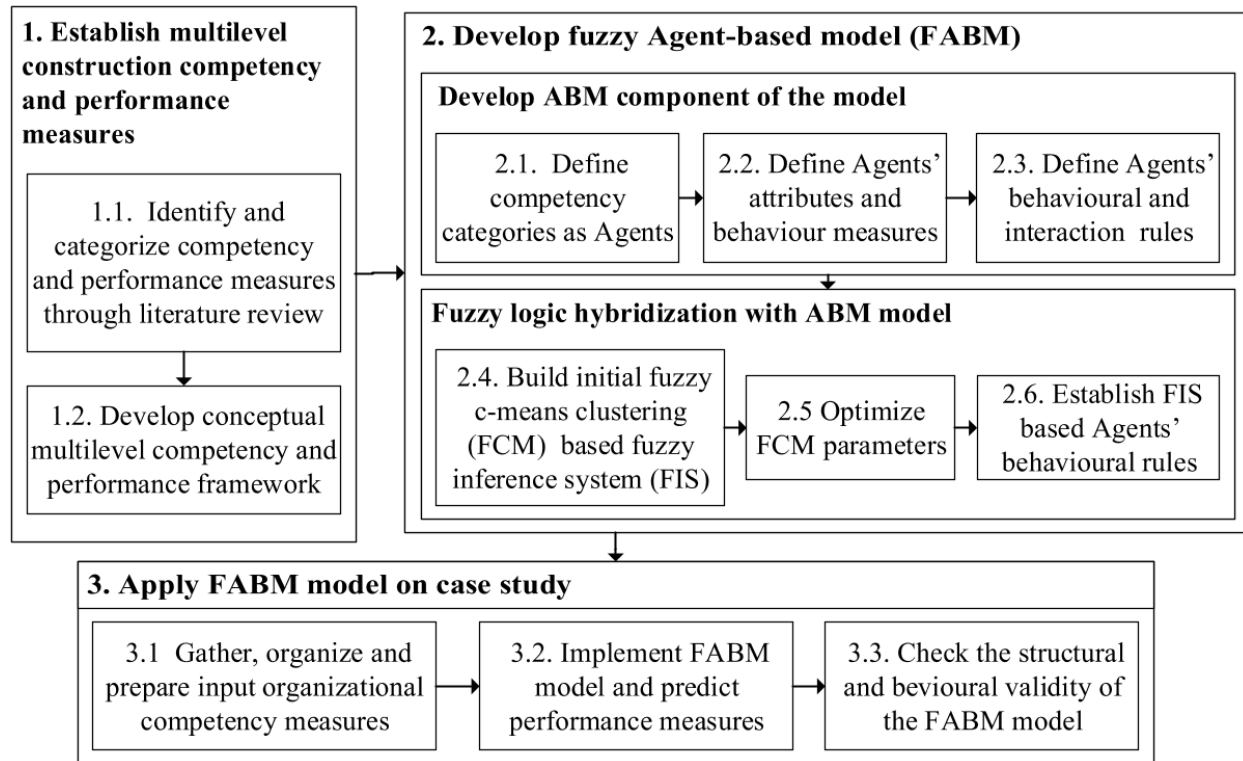 1. Establish multilevel
construction competency
and performance
measures
1.1. Identify and
categorize competency
and performance measures
through literature review
1.2. Develop conceptual
multilevel competency and
performance framework
2. Develop fuzzy Agent-based model (FABM)
Develop ABM component of the model
2.1. Define
competency
categories as Agents
2.2. Define Agents’
attributes and
behaviour measures
2.3. Define Agents’
behavioural and
interaction rules
Fuzzy logic hybridization with ABM model
2.4. Build initial fuzzy
c-means clustering
(FCM) based fuzzy
inference system (FIS)
2.5 Optimize
FCM parameters
2.6. Establish FIS
based Agents’
behavioural rules
3. Apply FABM model on case study
3.1 Gather, organize and
prepare input organizational
competency measures
3.2. Implement FABM
model and predict
performance measures
3.3. Check the structural
and bevioural validity of
the FABM model